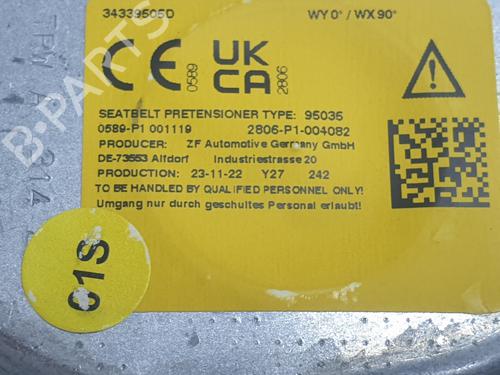 34339505D WY 0° / WX 90°
CE 0589 UK CA 2806
SEATBELT PRETENSIONER TYPE: 95035
0589-P1 001119 2806-P1-004082
PRODUCER: ZF Automotive Germany GmbH
DE-73553 Alfdorf Industriestrasse 20
PRODUCTION: 23-11-22 Y27 242
TO BE HANDLED BY QUALIFIED PERSONNEL ONLY!
Umgang nur durch geschultes Personal erlaubt!
01S
B-PARTS